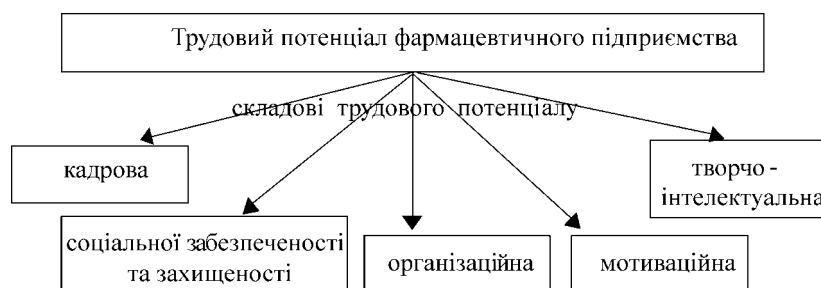 Трудовий потенціал фармацевтичного підприємства
складові трудового потенціалу
кадрова
творчо -
інтелектуальна
соціальної забезпеченості
та захищеності
організаційна
мотиваційна